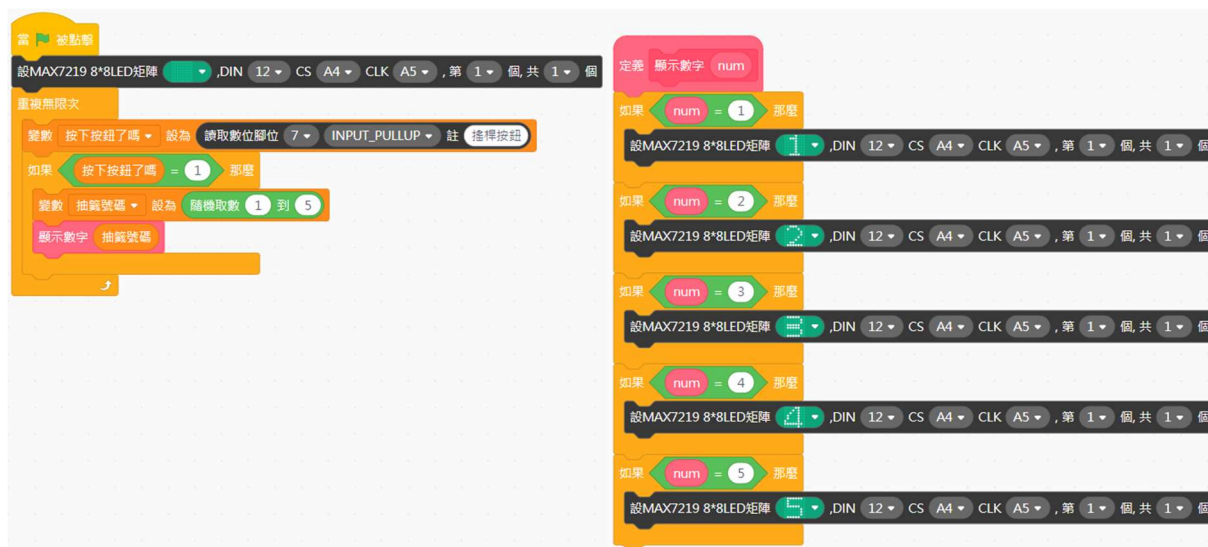 當 被點擊
設MAX7219 8*8LED矩陣 ,DIN 12 CS A4 CLK A5 , 第 1 個, 共 1 個
重複無限次
變數 按下按鈕了嗎 設為 讀取數位腳位 7 INPUT_PULLUP 註 搖桿按鈕
如果 按下按鈕了嗎 = 1 那麼
變數 抽籤號碼 設為 隨機取數 1 到 5
顯示數字 抽籤號碼
定義 顯示數字 num
如果 num = 1 那麼
設MAX7219 8*8LED矩陣 1 ,DIN 12 CS A4 CLK A5 , 第 1 個, 共 1 個
如果 num = 2 那麼
設MAX7219 8*8LED矩陣 2 ,DIN 12 CS A4 CLK A5 , 第 1 個, 共 1 個
如果 num = 3 那麼
設MAX7219 8*8LED矩陣 3 ,DIN 12 CS A4 CLK A5 , 第 1 個, 共 1 個
如果 num = 4 那麼
設MAX7219 8*8LED矩陣 4 ,DIN 12 CS A4 CLK A5 , 第 1 個, 共 1 個
如果 num = 5 那麼
設MAX7219 8*8LED矩陣 5 ,DIN 12 CS A4 CLK A5 , 第 1 個, 共 1 個